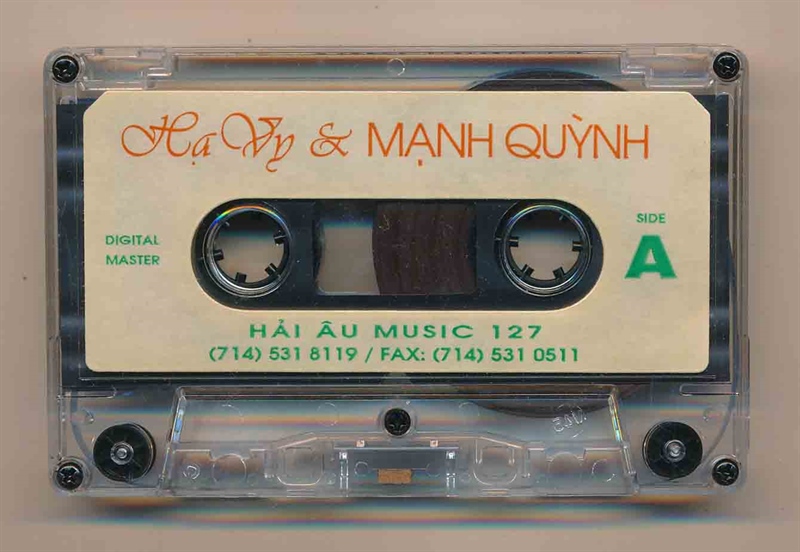 Hạ Vy & MẠNH QUỲNH
DIGITAL
MASTER
SIDE
A
HẢI ÂU MUSIC 127
(714) 531 8119 / FAX: (714) 531 0511